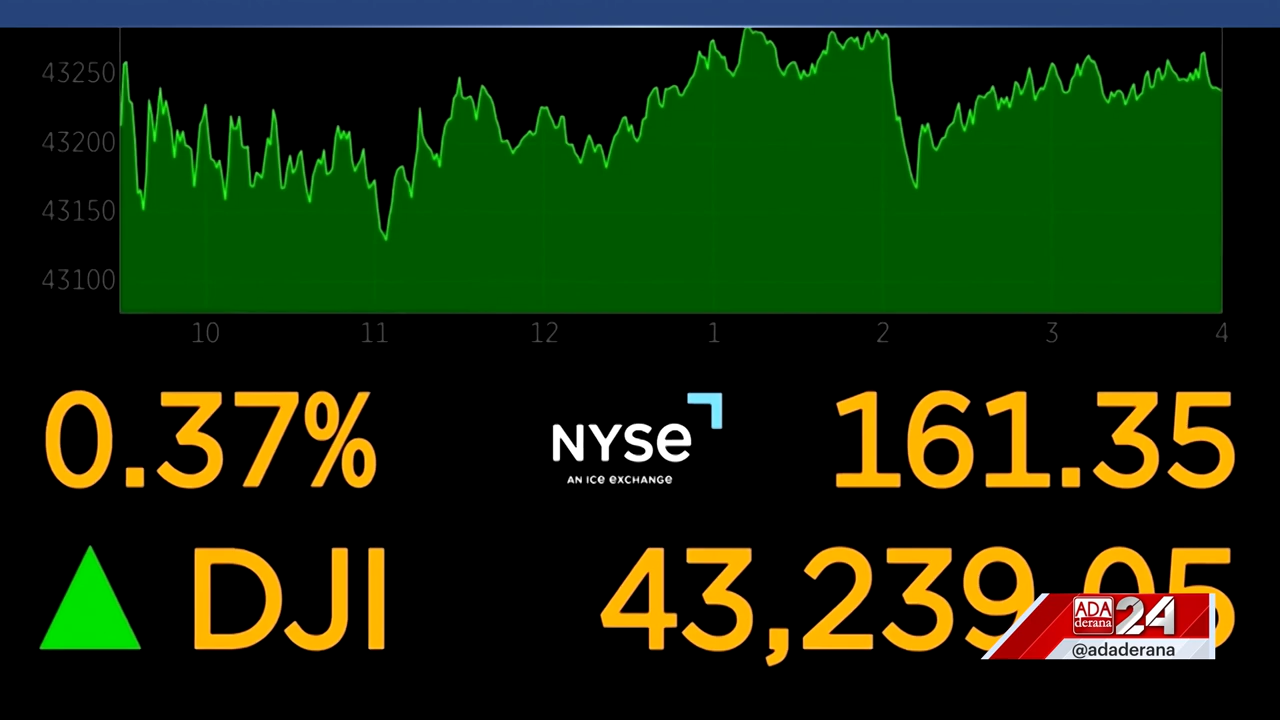 43250
43200
43150
43100
10 11 12 1 2 3 4
0.37%
NYSE
AN ICE EXCHANGE
161.35
DJI
43,239.05
ADA
derana
24
@adaderana